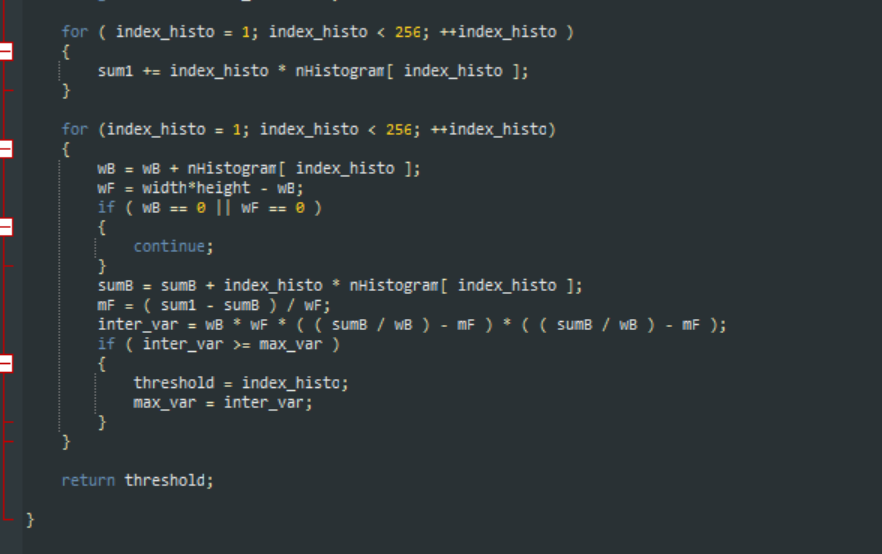 for ( index_histo = 1; index_histo < 256; ++index_histo )
{
sum1 += index_histo * nHistogram[ index_histo ];
}
for (index_histo = 1; index_histo < 256; ++index_histo)
{
wB = wB + nHistogram[ index_histo ];
wF = width*height - wB;
if ( wB == 0 || wF == 0 )
{
continue;
}
sumB = sumB + index_histo * nHistogram[ index_histo ];
mF = ( sum1 - sumB ) / wF;
inter_var = wB * wF * ( ( sumB / wB ) - mF ) * ( ( sumB / wB ) - mF );
if ( inter_var >= max_var )
{
threshold = index_histo;
max_var = inter_var;
}
}
return threshold;
}